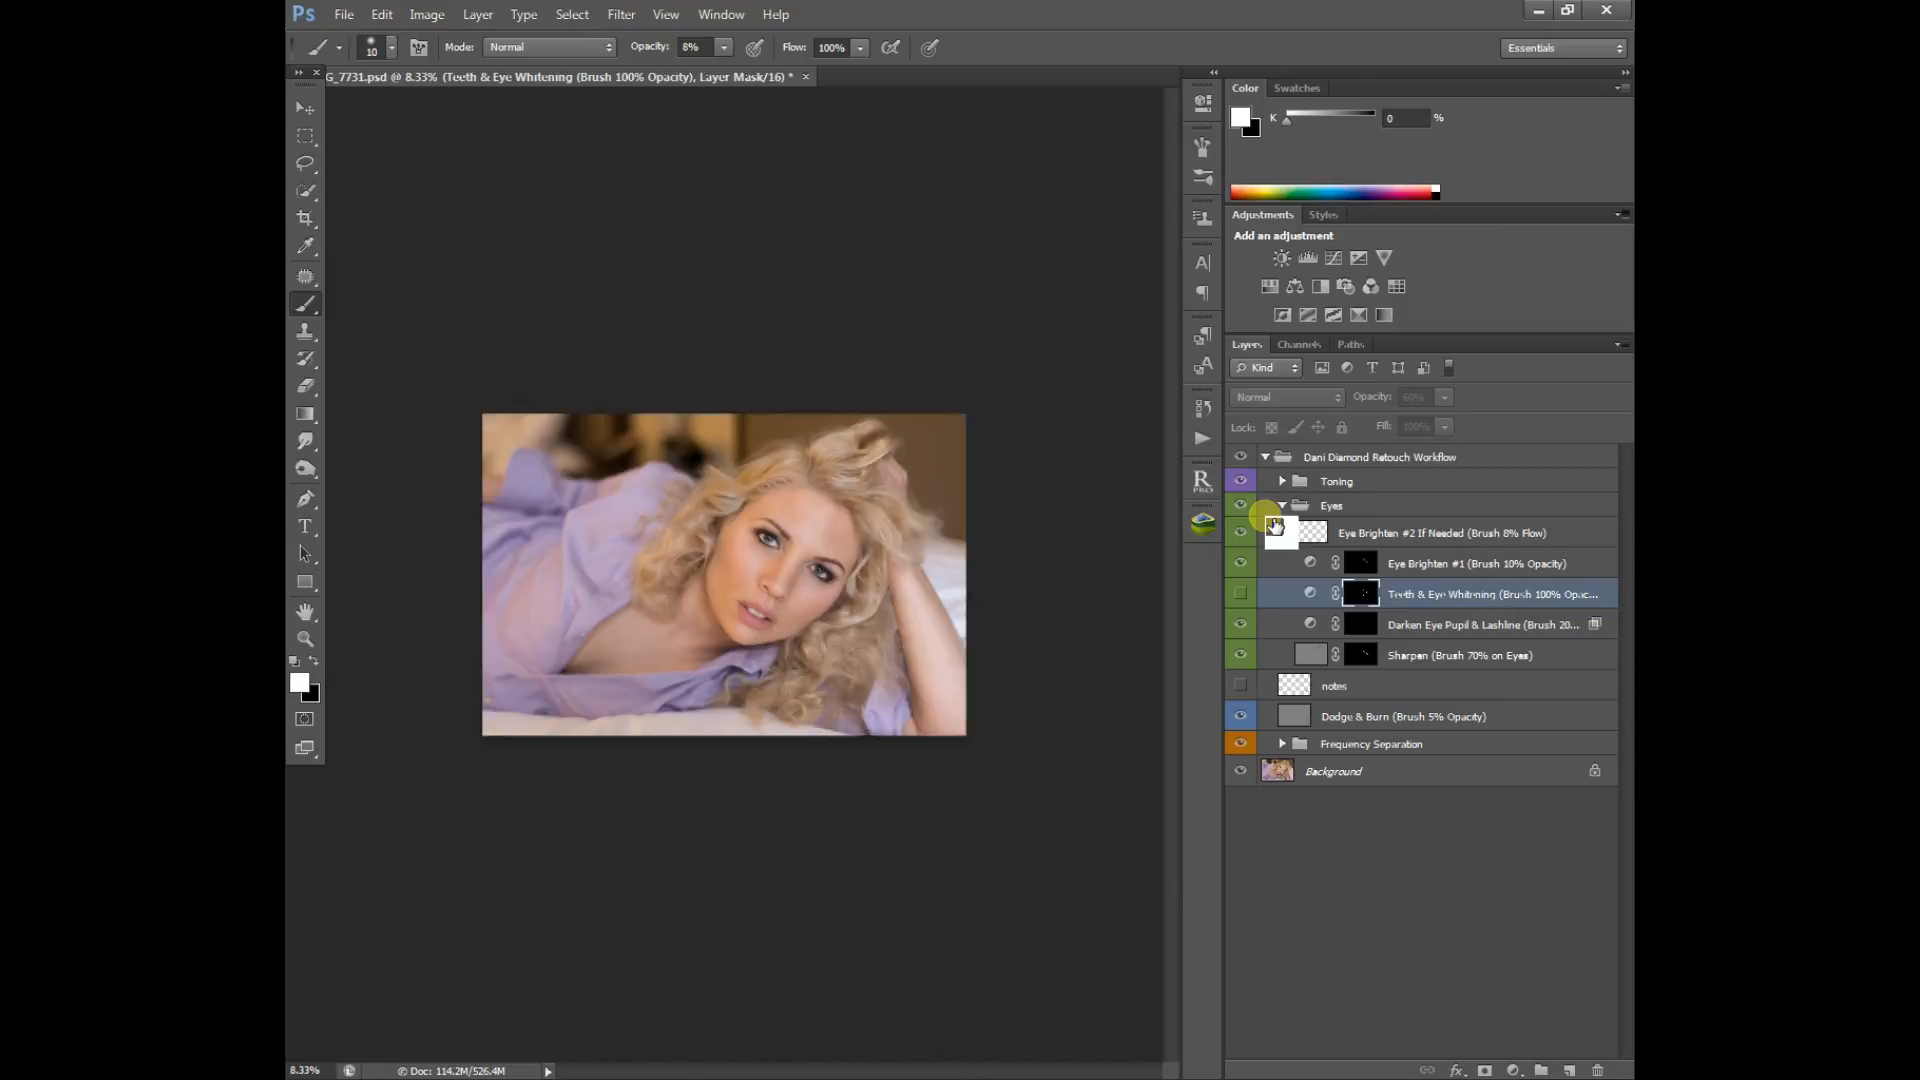 Ps File Edit Image Layer Type Select Filter View Window Help
10 Mode: Normal Opacity: 8% Flow: 100% Essentials
G_7731.psd @ 8.33% (Teeth & Eye Whitening (Brush 100% Opacity), Layer Mask/16) *
Color Swatches
K 0 %
Adjustments Styles
Add an adjustment
Layers Channels Paths
Kind
Normal Opacity: 60%
Lock: Fill: 100%
Dani Diamond Retouch Workflow
Toning
Eyes
Eye Brighten #2 If Needed (Brush 8% Flow)
Eye Brighten #1 (Brush 10% Opacity)
Teeth & Eye Whitening (Brush 100% Opac...
Darken Eye Pupil & Lashline (Brush 20...
Sharpen (Brush 70% on Eyes)
notes
Dodge & Burn (Brush 5% Opacity)
Frequency Separation
Background
R
PRO
8.33% Doc: 114.2M/526.4M